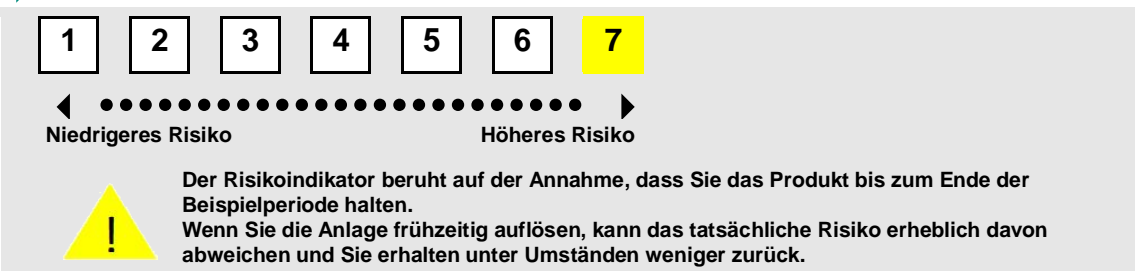 1 2 3 4 5 6 7
Niedrigeres Risiko Höheres Risiko
Der Risikoindikator beruht auf der Annahme, dass Sie das Produkt bis zum Ende der
Beispielperiode halten.
Wenn Sie die Anlage frühzeitig auflösen, kann das tatsächliche Risiko erheblich davon
abweichen und Sie erhalten unter Umständen weniger zurück.
!